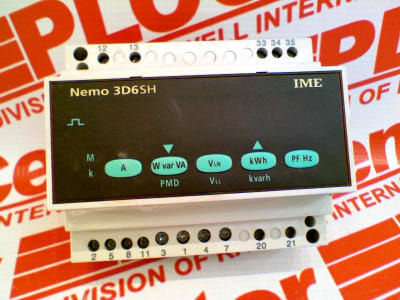 12 13 33 34 35
Nemo 3D6SH IME
M
k
A W var VA VLN kWh PF Hz
PMD VLL kvarh
2 5 8 11 3 1 4 7 20 21